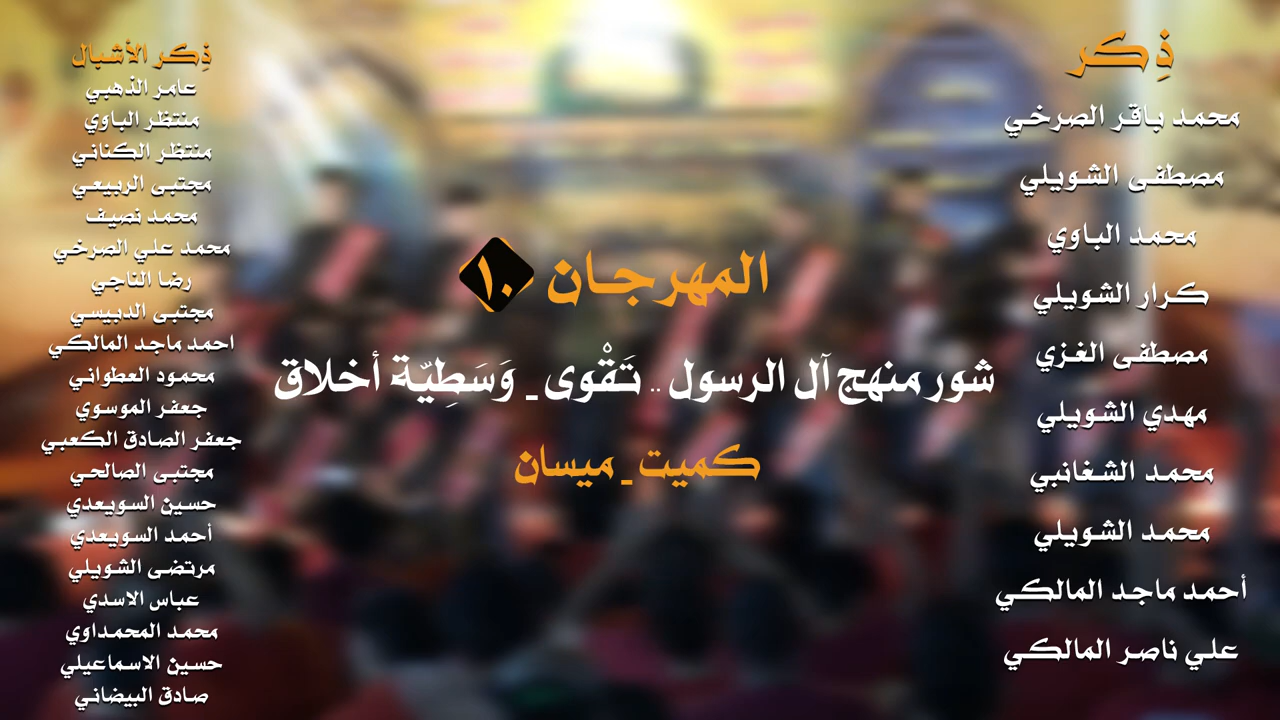 ذِكر
محمد باقر الصرخي
مصطفى الشويلي
محمد الباوي
كرار الشويلي
مصطفى الغزي
مهدي الشويلي
محمد الشغانبي
محمد الشويلي
أحمد ماجد المالكي
علي ناصر المالكي
المهرجان ١٠
شور منهج آل الرسول .. تَقْوى - وَسَطِيّة أخلاق
كميت - ميسان
ذِكر الأشبال
عامر الذهبي
منتظر الباوي
منتظر الكناني
مجتبى الربيعي
محمد نصيف
محمد علي الصرخي
رضا الناجي
مجتبى الدبيسي
احمد ماجد المالكي
محمود العطواني
جعفر الموسوي
جعفر الصادق الكعبي
مجتبى الصالحي
حسين السويعدي
أحمد السويعدي
مرتضى الشويلي
عباس الاسدي
محمد المحمداوي
حسين الاسماعيلي
صادق البيضاني